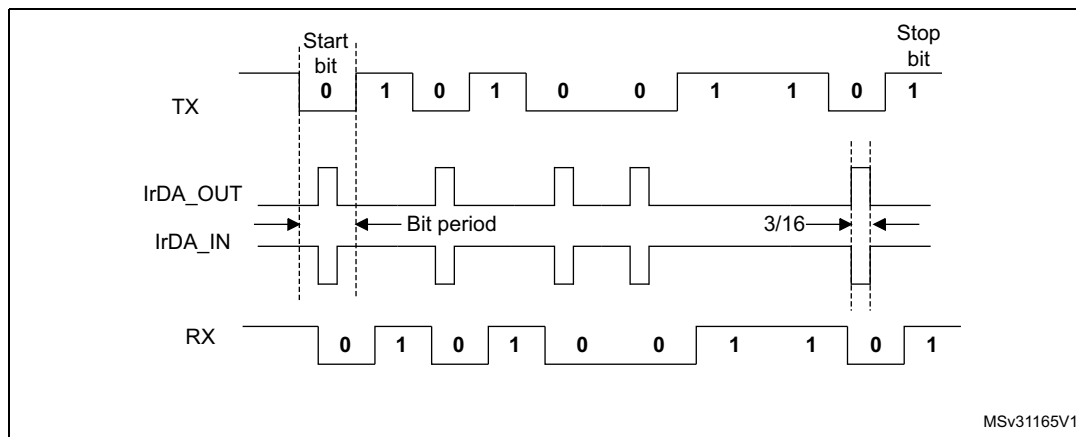 Start
bit
Stop
bit
TX
0 1 0 1 0 0 1 1 0 1
IrDA_OUT
Bit period
3/16
IrDA_IN
RX
0 1 0 1 0 0 1 1 0 1
MSv31165V1